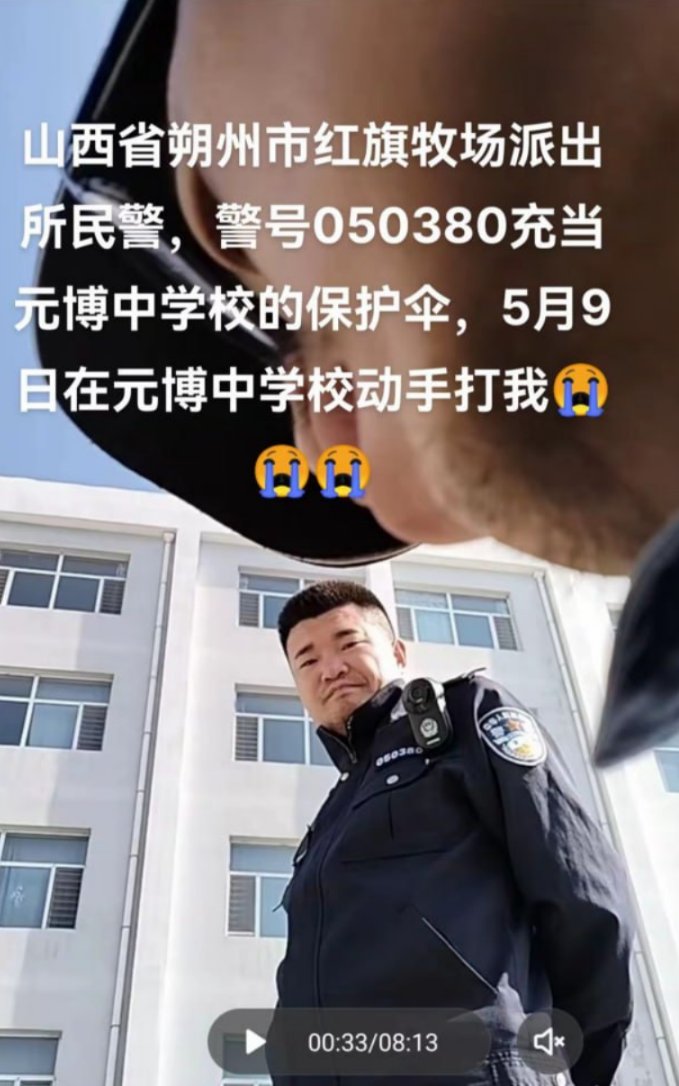 山西省朔州市红旗牧场派出
所民警，警号050380充当
元博中学校的保护伞，5月9
日在元博中学校动手打我😭
😭😭
050380
00:33/08:13